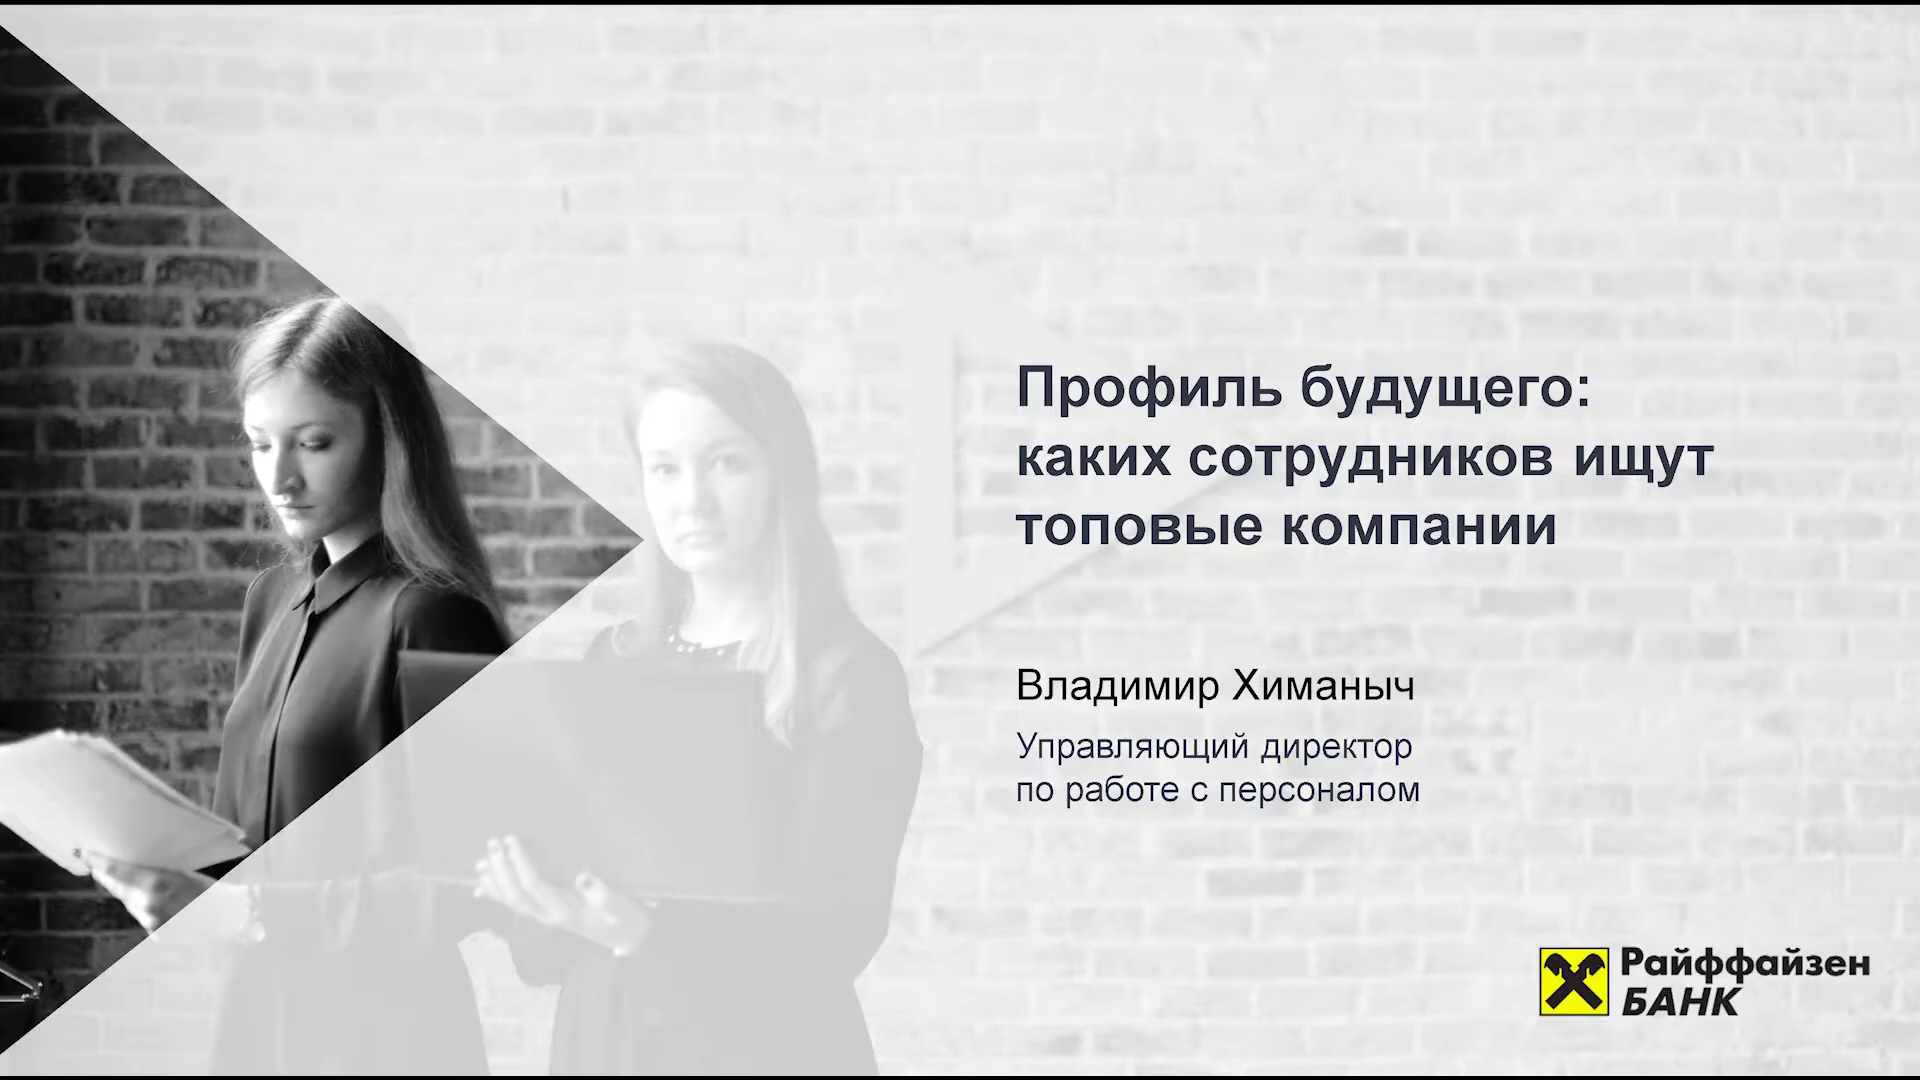 Профиль будущего:
каких сотрудников ищут
топовые компании
Владимир Химаныч
Управляющий директор
по работе с персоналом
Райффайзен
БАНК